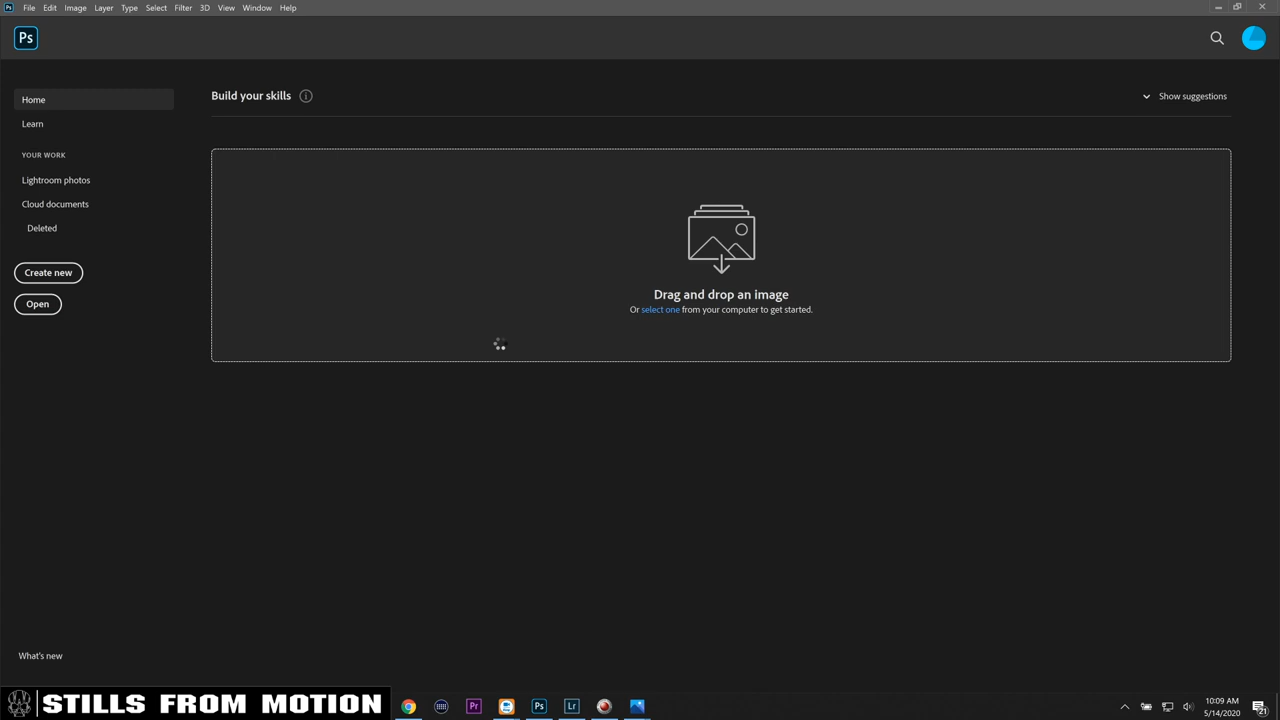 File Edit Image Layer Type Select Filter 3D View Window Help
Ps
Home
Learn
YOUR WORK
Lightroom photos
Cloud documents
Deleted
Create new
Open
What's new
Build your skills
Show suggestions
Drag and drop an image
Or select one from your computer to get started.
STILLS FROM MOTION
Pr
Ps
Lr
10:09 AM
5/14/2020
21